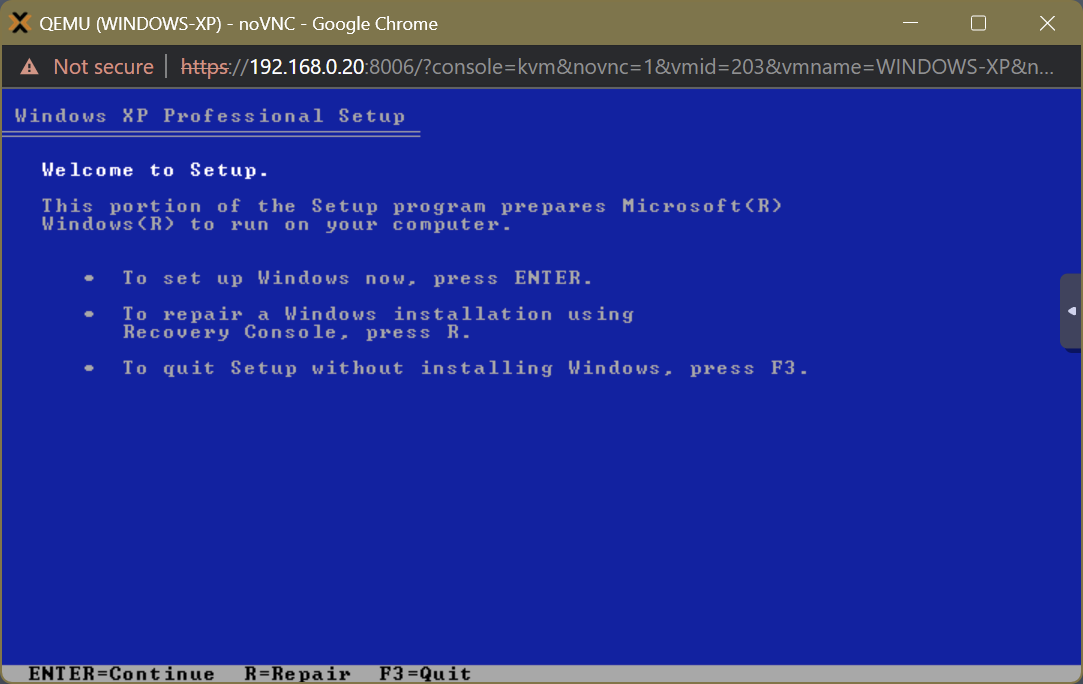 QEMU (WINDOWS-XP) - noVNC - Google Chrome
Not secure | https://192.168.0.20:8006/?console=kvm&novnc=1&vmid=203&vmname=WINDOWS-XP&n...
Windows XP Professional Setup
Welcome to Setup.
This portion of the Setup program prepares Microsoft(R)
Windows(R) to run on your computer.
• To set up Windows now, press ENTER.
• To repair a Windows installation using
Recovery Console, press R.
• To quit Setup without installing Windows, press F3.
ENTER=Continue R=Repair F3=Quit